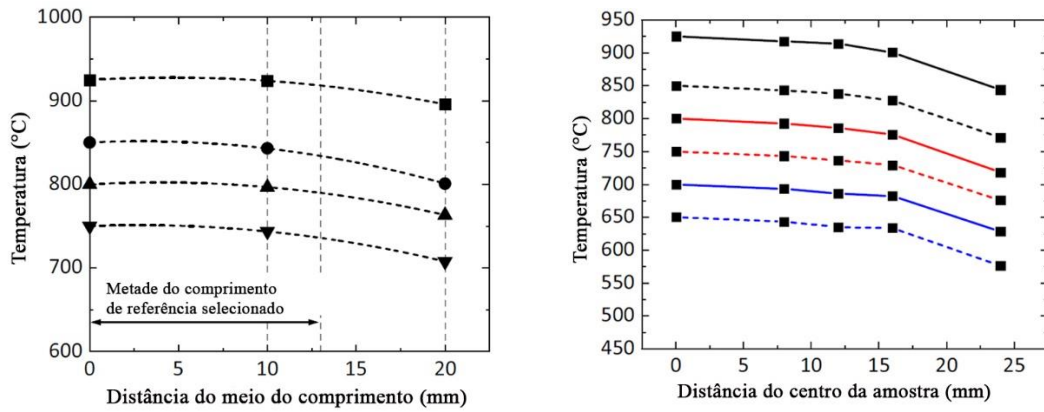 1000
900
800
700
600
Temperatura (°C)
Metade do comprimento
de referência selecionado
0 5 10 15 20
Distância do meio do comprimento (mm)
950
900
850
800
750
700
650
600
550
500
450
Temperatura (°C)
0 5 10 15 20 25
Distância do centro da amostra (mm)